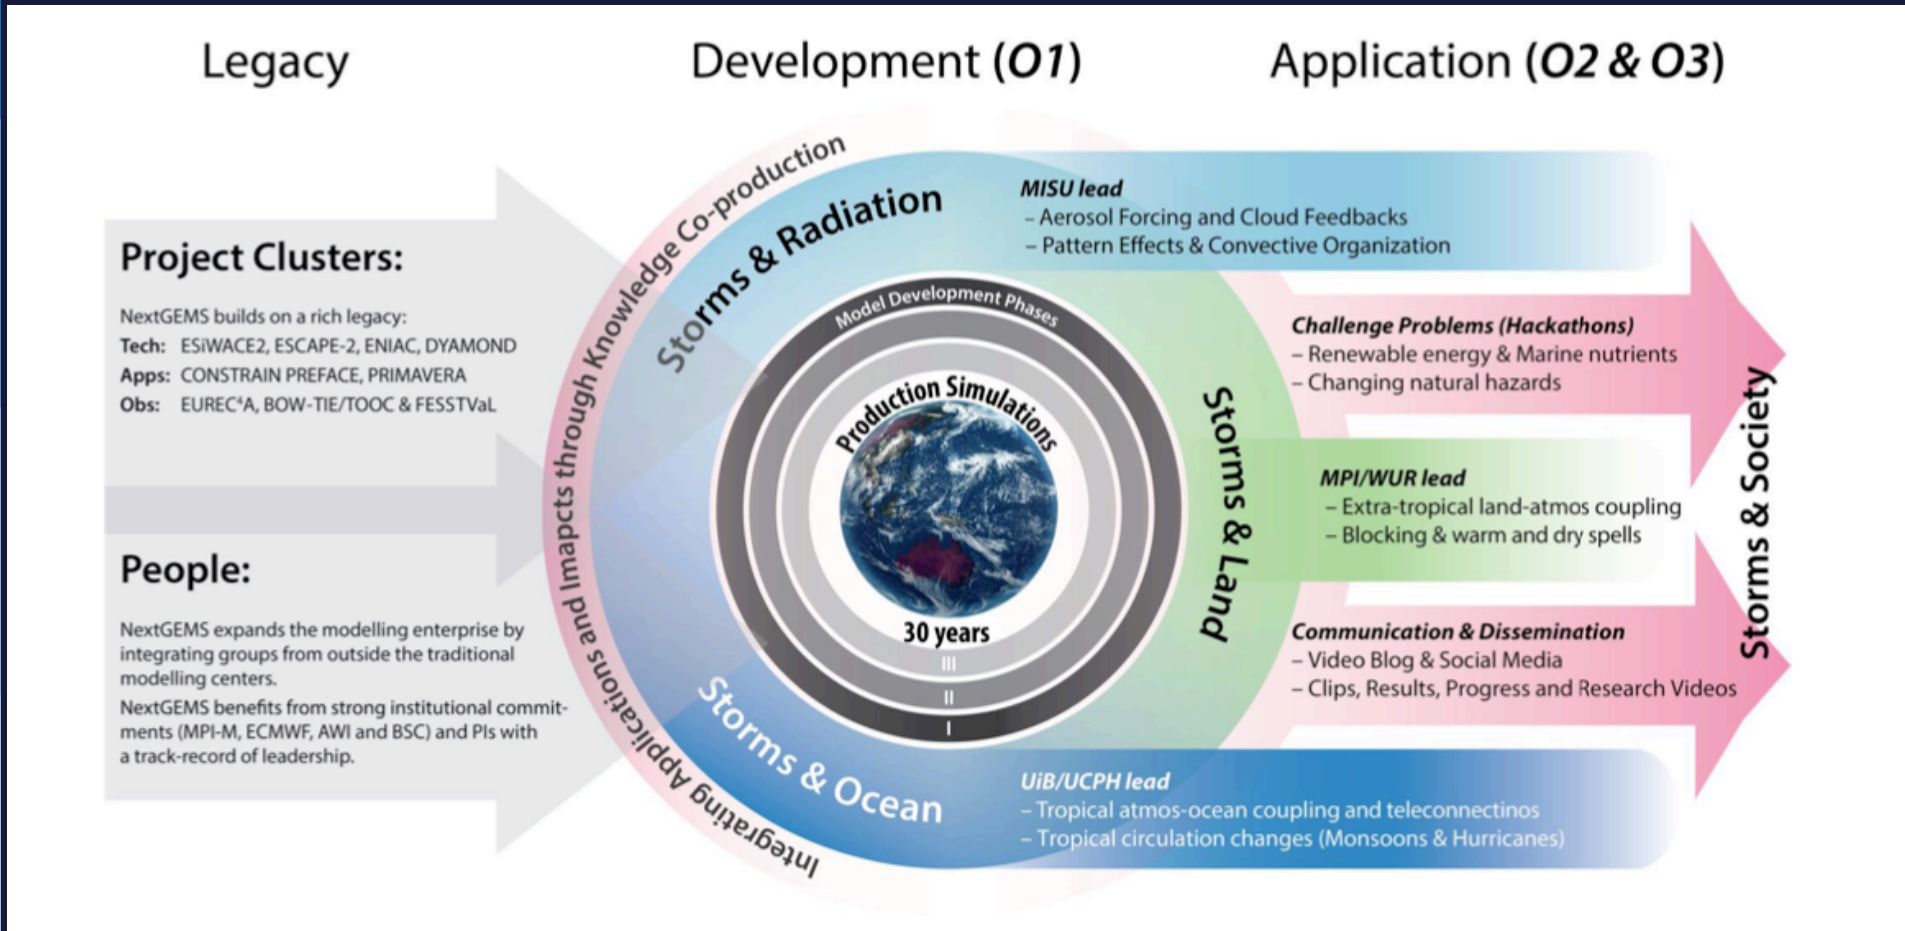 Legacy
Development (O1)
Application (O2 & O3)
Project Clusters:
NextGEMS builds on a rich legacy:
Tech: ESiWACE2, ESCAPE-2, ENIAC, DYAMOND
Apps: CONSTRAIN PREFACE, PRIMAVERA
Obs: EUREC⁴A, BOW-TIE/TOOC & FESSTVaL
People:
NextGEMS expands the modelling enterprise by
integrating groups from outside the traditional
modelling centers.
NextGEMS benefits from strong institutional commit-
ments (MPI-M, ECMWF, AWI and BSC) and PIs with
a track-record of leadership.
Integrating Applications and Imapcts through Knowledge Co-production
Storms & Radiation
Storms & Ocean
Storms & Land
Model Development Phases
Production Simulations
30 years
III
II
I
MISU lead
– Aerosol Forcing and Cloud Feedbacks
– Pattern Effects & Convective Organization
Challenge Problems (Hackathons)
– Renewable energy & Marine nutrients
– Changing natural hazards
MPI/WUR lead
– Extra-tropical land-atmos coupling
– Blocking & warm and dry spells
Communication & Dissemination
– Video Blog & Social Media
– Clips, Results, Progress and Research Videos
UiB/UCPH lead
– Tropical atmos-ocean coupling and teleconnectinos
– Tropical circulation changes (Monsoons & Hurricanes)
Storms & Society